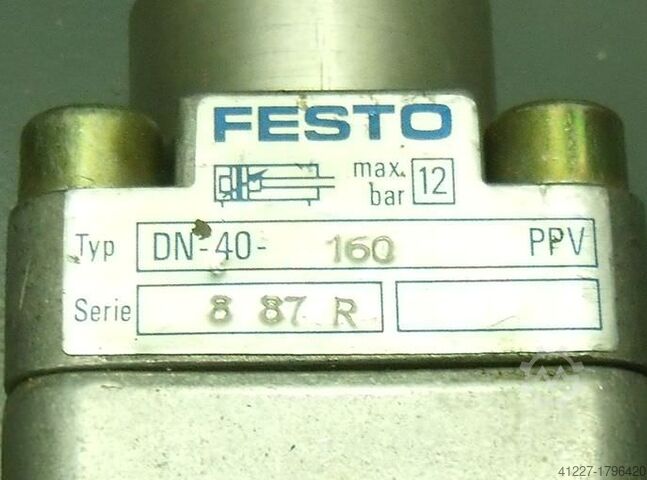 FESTO
max.
bar 12
Typ DN-40- 160 PPV
Serie 8 87 R
41227-1796420